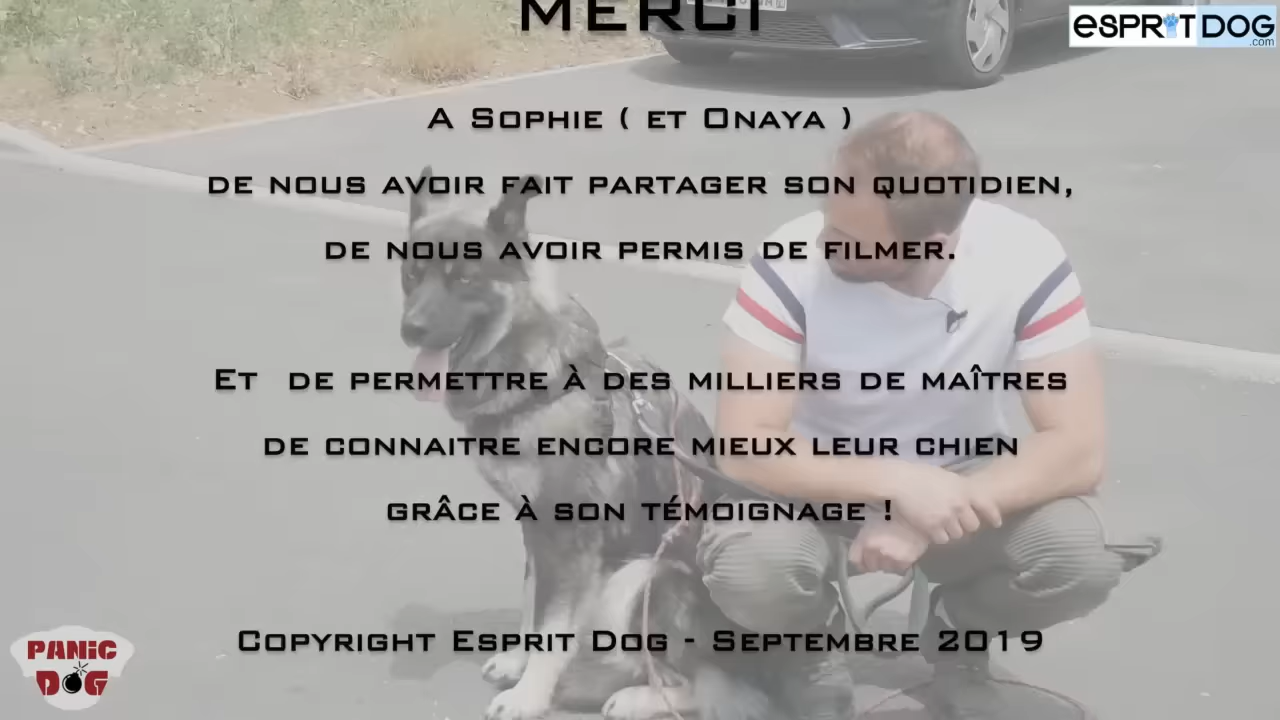 MERCI
ESPRIT DOG
.com
A SOPHIE ( ET ONAYA )
DE NOUS AVOIR FAIT PARTAGER SON QUOTIDIEN,
DE NOUS AVOIR PERMIS DE FILMER.
ET DE PERMETTRE À DES MILLIERS DE MAÎTRES
DE CONNAITRE ENCORE MIEUX LEUR CHIEN
GRÂCE À SON TÉMOIGNAGE !
COPYRIGHT ESPRIT DOG - SEPTEMBRE 2019
PANIC
DOG